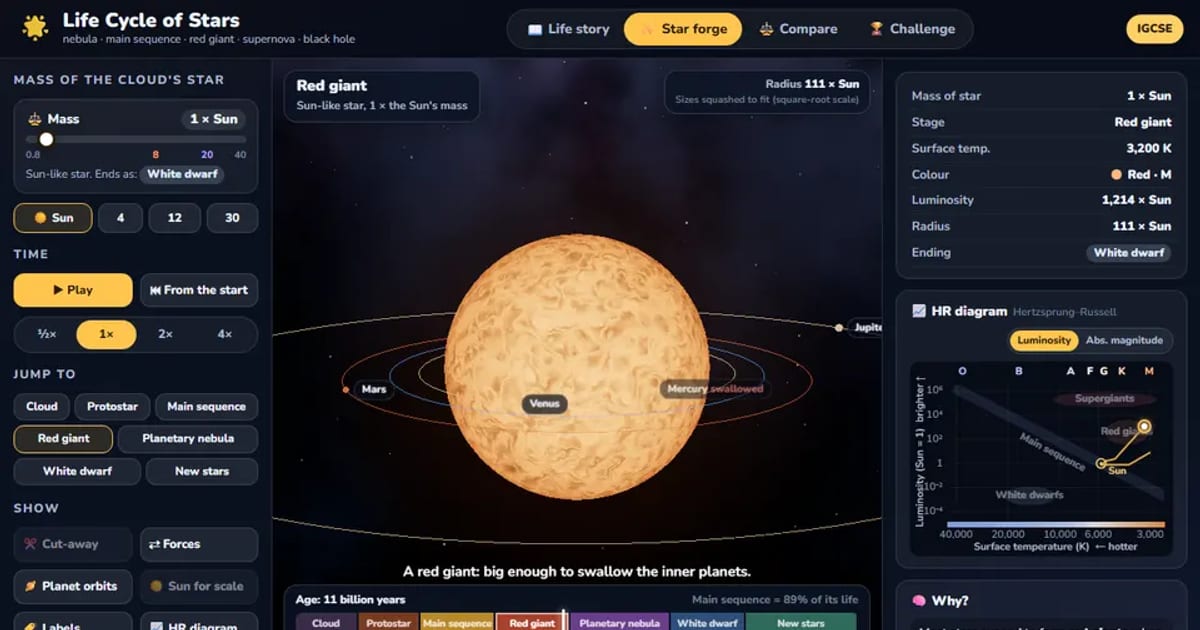 Life Cycle of Stars
nebula · main sequence · red giant · supernova · black hole
Life story
Star forge
Compare
Challenge
IGCSE
MASS OF THE CLOUD'S STAR
Mass
1 × Sun
0.8
8
20
40
Sun-like star. Ends as: White dwarf
Sun
4
12
30
TIME
Play
From the start
½×
1×
2×
4×
JUMP TO
Cloud
Protostar
Main sequence
Red giant
Planetary nebula
White dwarf
New stars
SHOW
Cut-away
Forces
Planet orbits
Sun for scale
Labels
HR diagram
Red giant
Sun-like star, 1 × the Sun's mass
Radius 111 × Sun
Sizes squashed to fit (square-root scale)
Jupite
Mars
Mercury swallowed
Venus
A red giant: big enough to swallow the inner planets.
Age: 11 billion years
Main sequence = 89% of its life
Cloud
Protostar
Main sequence
Red giant
Planetary nebula
White dwarf
New stars
Mass of star 1 × Sun
Stage Red giant
Surface temp. 3,200 K
Colour Red · M
Luminosity 1,214 × Sun
Radius 111 × Sun
Ending White dwarf
HR diagram Hertzsprung–Russell
Luminosity
Abs. magnitude
O B A F G K M
Luminosity (Sun = 1) brighter →
10⁶
10⁴
10²
1
10⁻²
10⁻⁴
Supergiants
Red gia
Main sequence
Sun
White dwarfs
40,000 20,000 10,000 6,000 3,000
Surface temperature (K) ← hotter
Why?